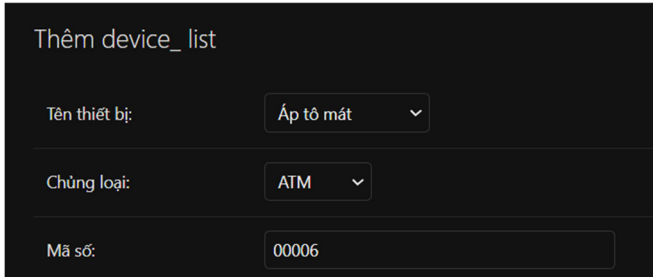 Thêm device_ list
Tên thiết bị: Áp tô mát
Chủng loại: ATM
Mã số: 00006